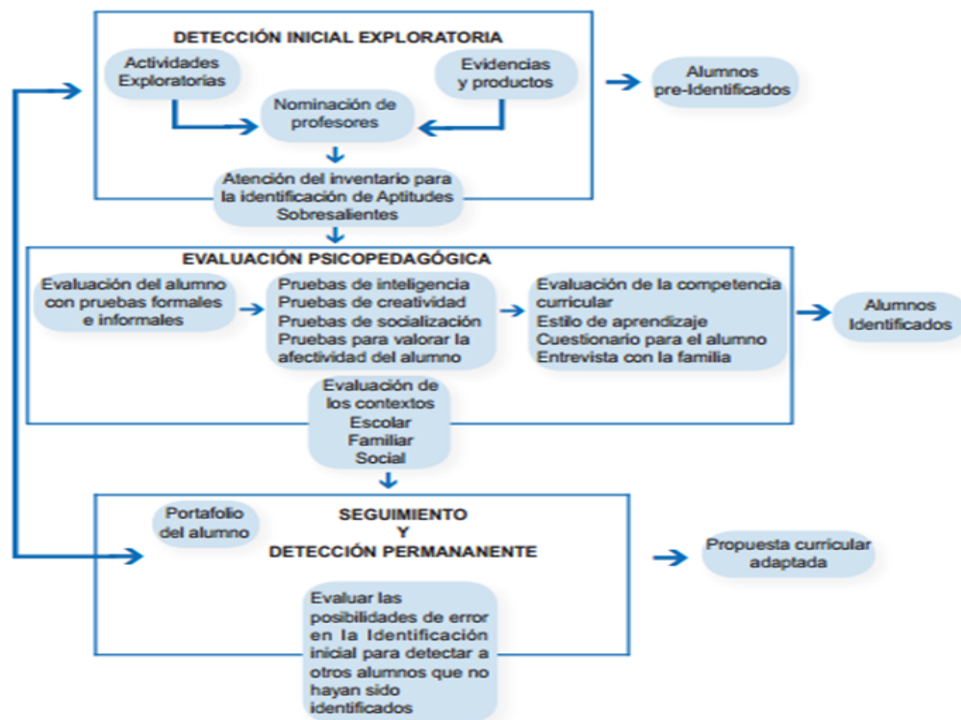 DETECCIÓN INICIAL EXPLORATORIA
Actividades
Exploratorias
Evidencias
y productos
Nominación de
profesores
Alumnos
pre-Identificados
Atención del inventario para
la identificación de Aptitudes
Sobresalientes
EVALUACIÓN PSICOPEDAGÓGICA
Evaluación del alumno
con pruebas formales
e informales
Pruebas de inteligencia
Pruebas de creatividad
Pruebas de socialización
Pruebas para valorar la
afectividad del alumno
Evaluación de la competencia
curricular
Estilo de aprendizaje
Cuestionario para el alumno
Entrevista con la familia
Alumnos
Identificados
Evaluación de
los contextos
Escolar
Familiar
Social
Portafolio
del alumno
SEGUIMIENTO
Y
DETECCIÓN PERMANANENTE
Propuesta curricular
adaptada
Evaluar las
posibilidades de error
en la Identificación
inicial para detectar a
otros alumnos que no
hayan sido
identificados